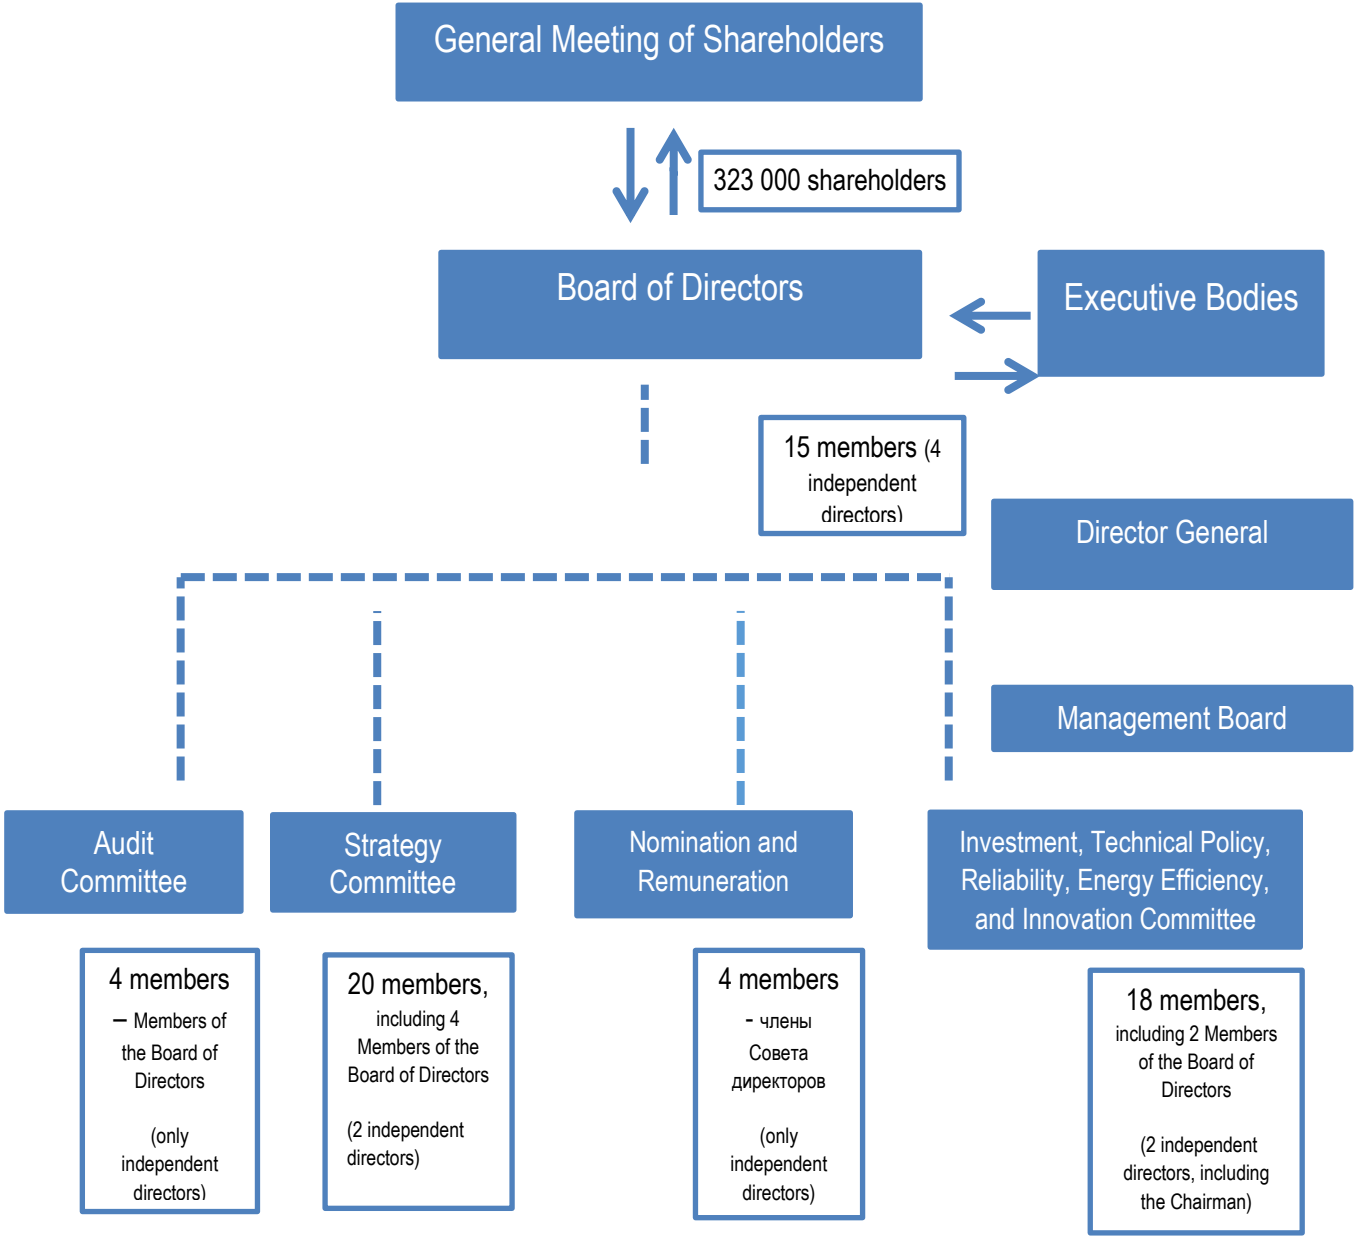 General Meeting of Shareholders
323 000 shareholders
Board of Directors
Executive Bodies
15 members (4
independent
directors)
Director General
Management Board
Audit
Committee
Strategy
Committee
Nomination and
Remuneration
Investment, Technical Policy,
Reliability, Energy Efficiency,
and Innovation Committee
4 members
– Members of
the Board of
Directors
(only
independent
directors)
20 members,
including 4
Members of the
Board of Directors
(2 independent
directors)
4 members
- члены
Совета
директоров
(only
independent
directors)
18 members,
including 2 Members
of the Board of
Directors
(2 independent
directors, including
the Chairman)